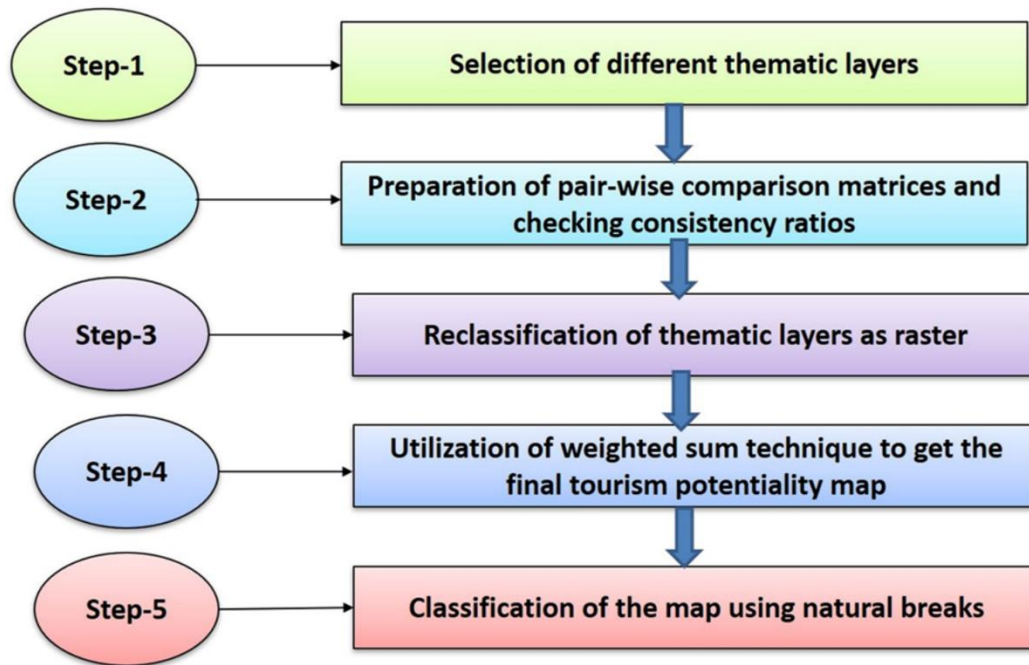 Step-1
Selection of different thematic layers
Step-2
Preparation of pair-wise comparison matrices and
checking consistency ratios
Step-3
Reclassification of thematic layers as raster
Step-4
Utilization of weighted sum technique to get the
final tourism potentiality map
Step-5
Classification of the map using natural breaks